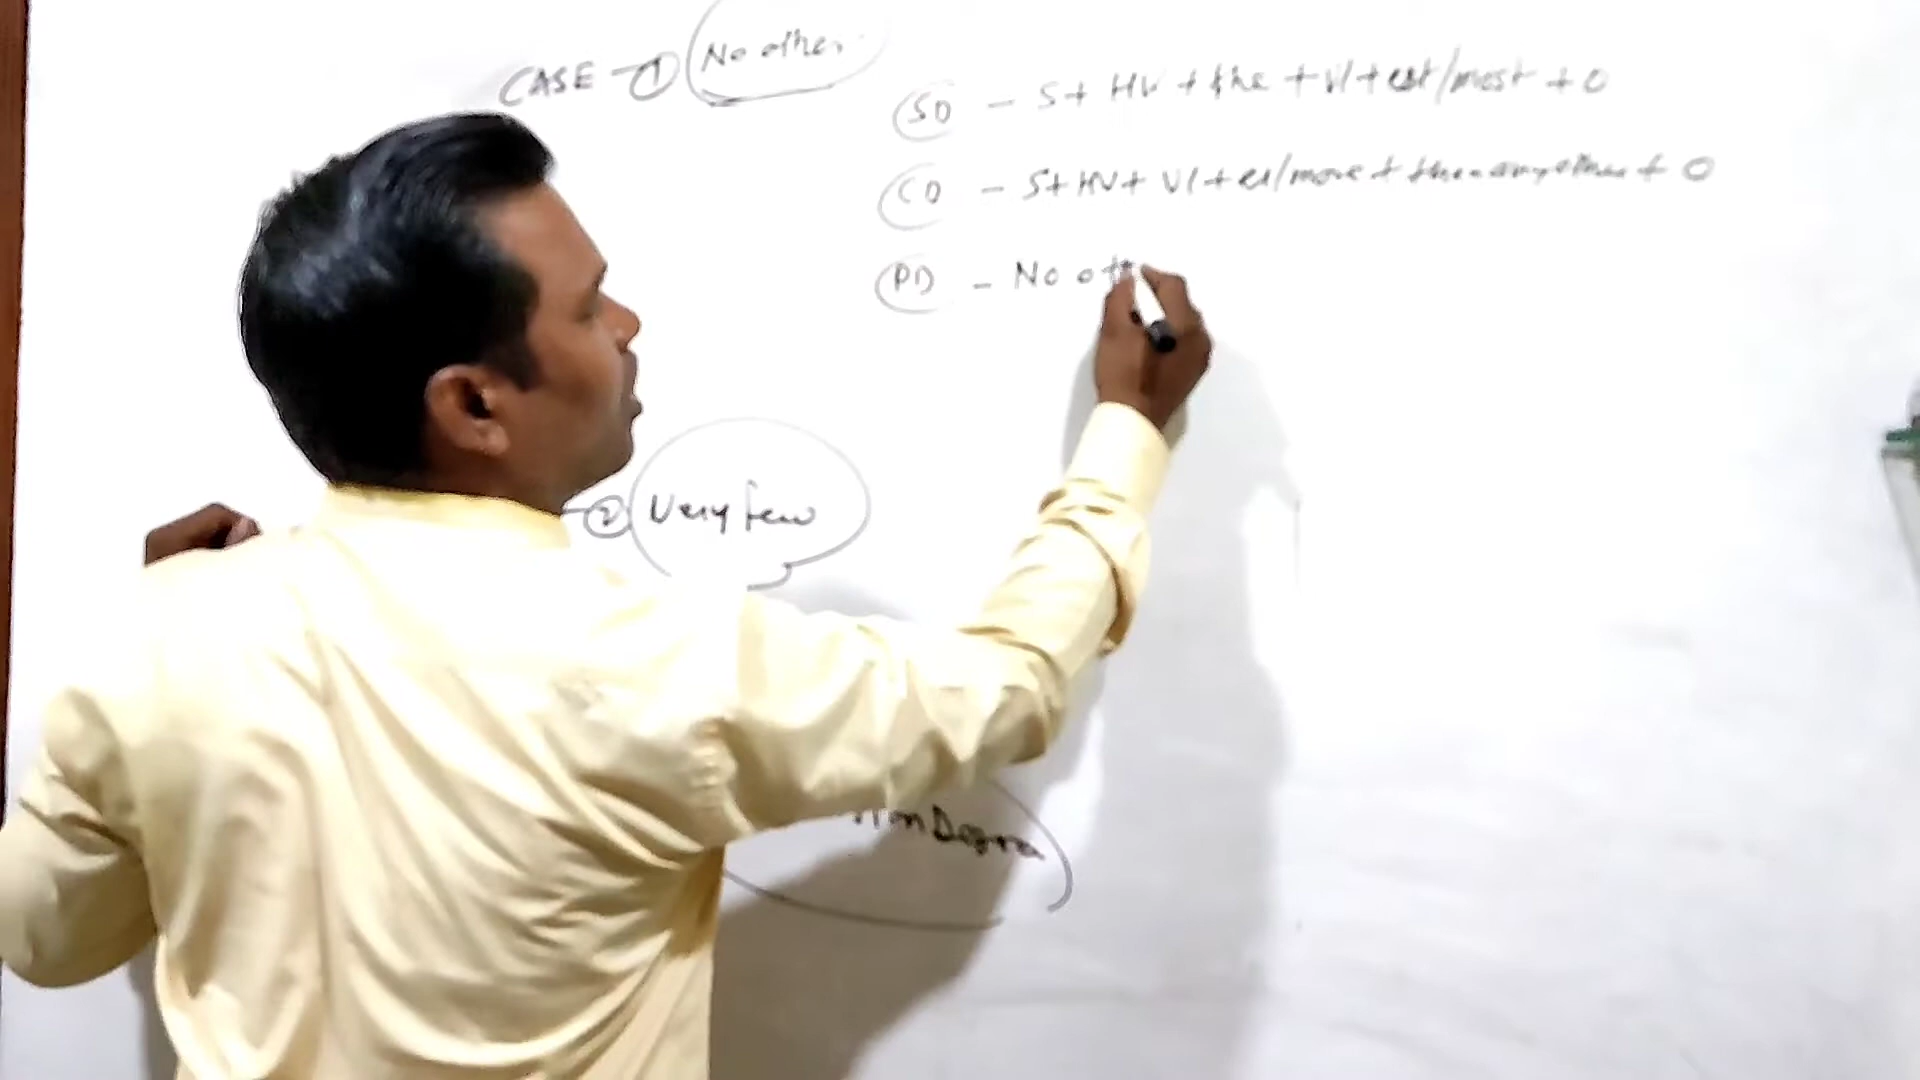 CASE - ① No other
SD - S+ HV + the + V1 + est/most + O
CD - S+ HV + V1 + er/more + than any other + O
PD - No oth
② Very few
Degree